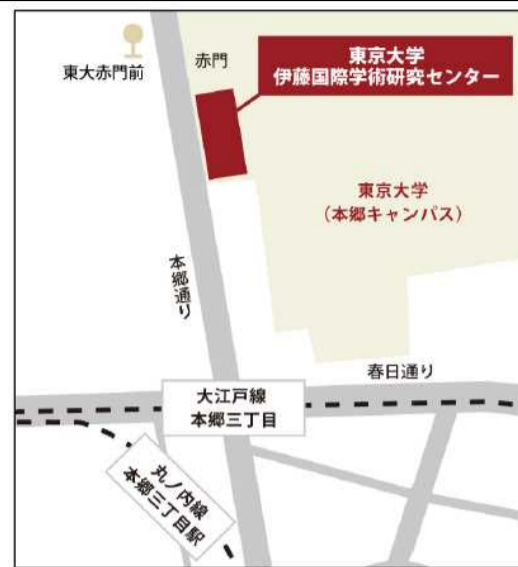 東大赤門前
赤門
東京大学
伊藤国際学術研究センター
東京大学
(本郷キャンパス)
本郷通り
春日通り
大江戸線
本郷三丁目
丸ノ内線
本郷三丁目駅